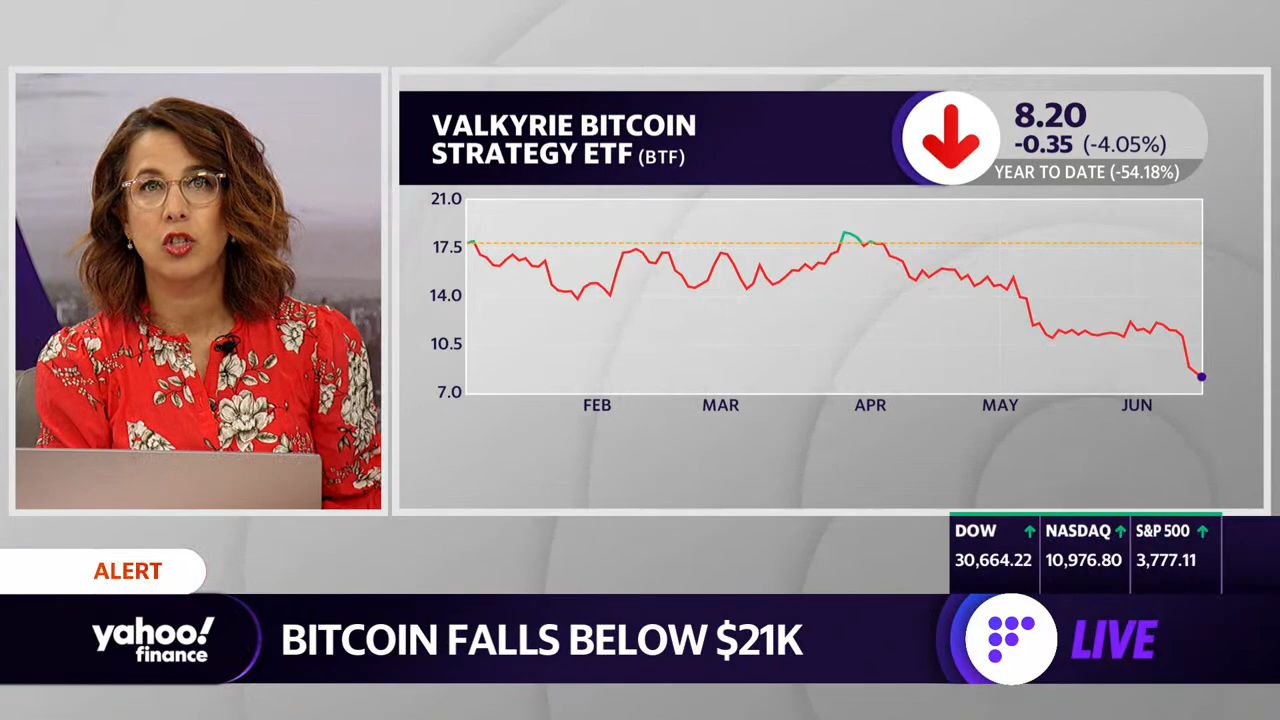 VALKYRIE BITCOIN
STRATEGY ETF (BTF)
8.20
-0.35 (-4.05%)
YEAR TO DATE (-54.18%)
21.0
17.5
14.0
10.5
7.0
FEB MAR APR MAY JUN
DOW NASDAQ S&P 500
30,664.22 10,976.80 3,777.11
ALERT
yahoo!
finance
BITCOIN FALLS BELOW $21K
LIVE